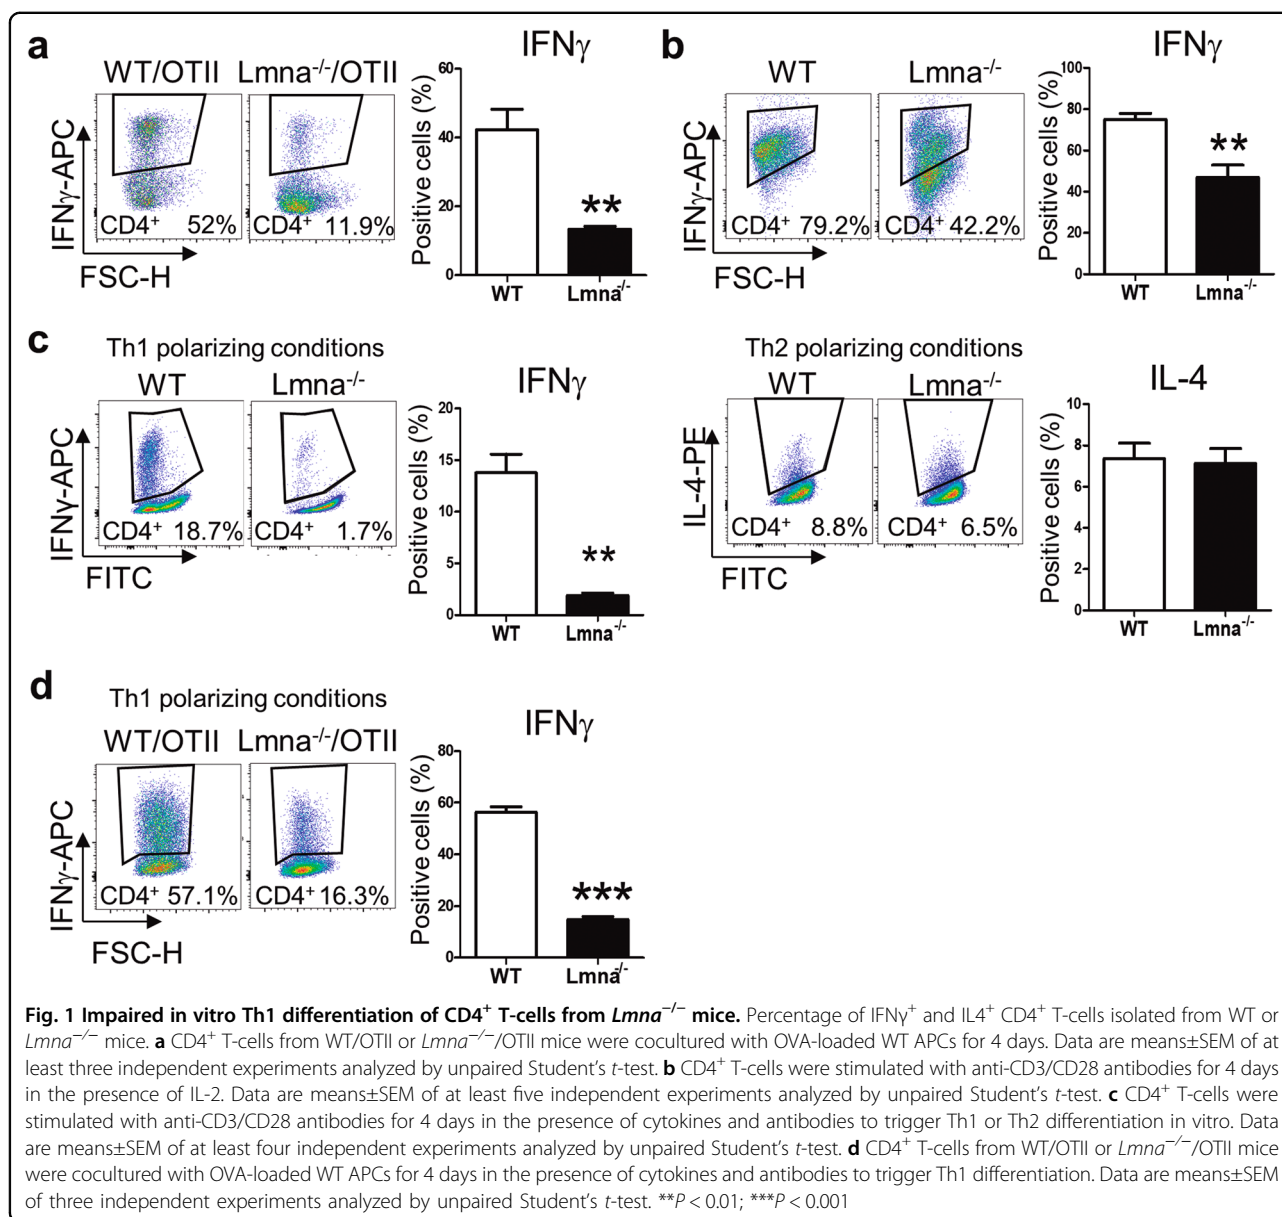 a
IFNγ
WT/OTII Lmna-/-/OTII
IFNγ-APC
CD4+ 52%
CD4+ 11.9%
FSC-H
Positive cells (%)
60
40
20
0
**
WT Lmna-/-
b
IFNγ
WT Lmna-/-
IFNγ-APC
CD4+ 79.2%
CD4+ 42.2%
FSC-H
Positive cells (%)
100
80
60
40
20
0
**
WT Lmna-/-
c
Th1 polarizing conditions
WT Lmna-/-
IFNγ
IFNγ-APC
CD4+ 18.7%
CD4+ 1.7%
FITC
Positive cells (%)
20
15
10
5
0
**
WT Lmna-/-
Th2 polarizing conditions
WT Lmna-/-
IL-4
IL-4-PE
CD4+ 8.8%
CD4+ 6.5%
FITC
Positive cells (%)
10
8
6
4
2
0
WT Lmna-/-
d
Th1 polarizing conditions
WT/OTII Lmna-/-/OTII
IFNγ
IFNγ-APC
CD4+ 57.1%
CD4+ 16.3%
FSC-H
Positive cells (%)
80
60
40
20
0
***
WT Lmna-/-
Fig. 1 Impaired in vitro Th1 differentiation of CD4+ T-cells from Lmna−/− mice. Percentage of IFNγ+ and IL4+ CD4+ T-cells isolated from WT or
Lmna−/− mice. a CD4+ T-cells from WT/OTII or Lmna−/−/OTII mice were cocultured with OVA-loaded WT APCs for 4 days. Data are means±SEM of at
least three independent experiments analyzed by unpaired Student's t-test. b CD4+ T-cells were stimulated with anti-CD3/CD28 antibodies for 4 days
in the presence of IL-2. Data are means±SEM of at least five independent experiments analyzed by unpaired Student's t-test. c CD4+ T-cells were
stimulated with anti-CD3/CD28 antibodies for 4 days in the presence of cytokines and antibodies to trigger Th1 or Th2 differentiation in vitro. Data
are means±SEM of at least four independent experiments analyzed by unpaired Student's t-test. d CD4+ T-cells from WT/OTII or Lmna−/−/OTII mice
were cocultured with OVA-loaded WT APCs for 4 days in the presence of cytokines and antibodies to trigger Th1 differentiation. Data are means±SEM
of three independent experiments analyzed by unpaired Student's t-test. **P < 0.01; ***P < 0.001